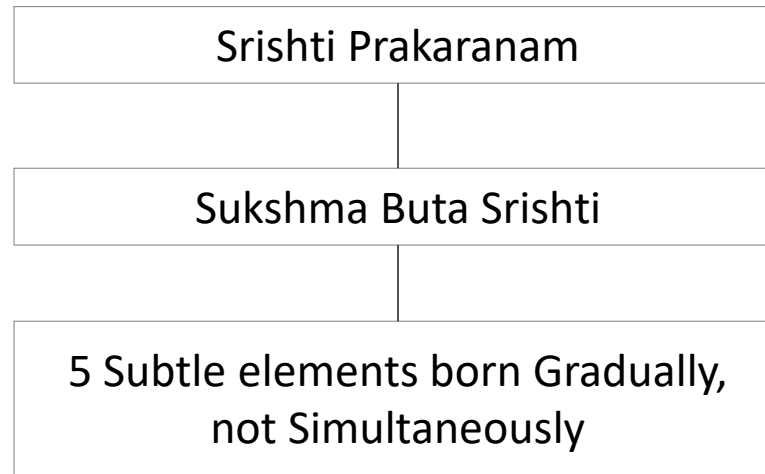 Srishti Prakaranam
Sukshma Buta Srishti
5 Subtle elements born Gradually,
not Simultaneously